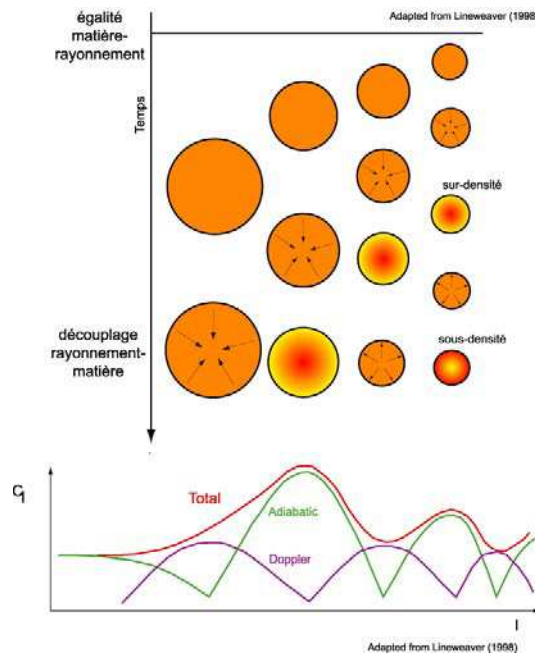 égalité
matière-
rayonnement
Adapted from Lineweaver (1998
Temps
sur-densité
découplage
rayonnement-
matière
sous-densité
Cl
Total
Adiabatic
Doppler
l
Adapted from Lineweaver (1998)